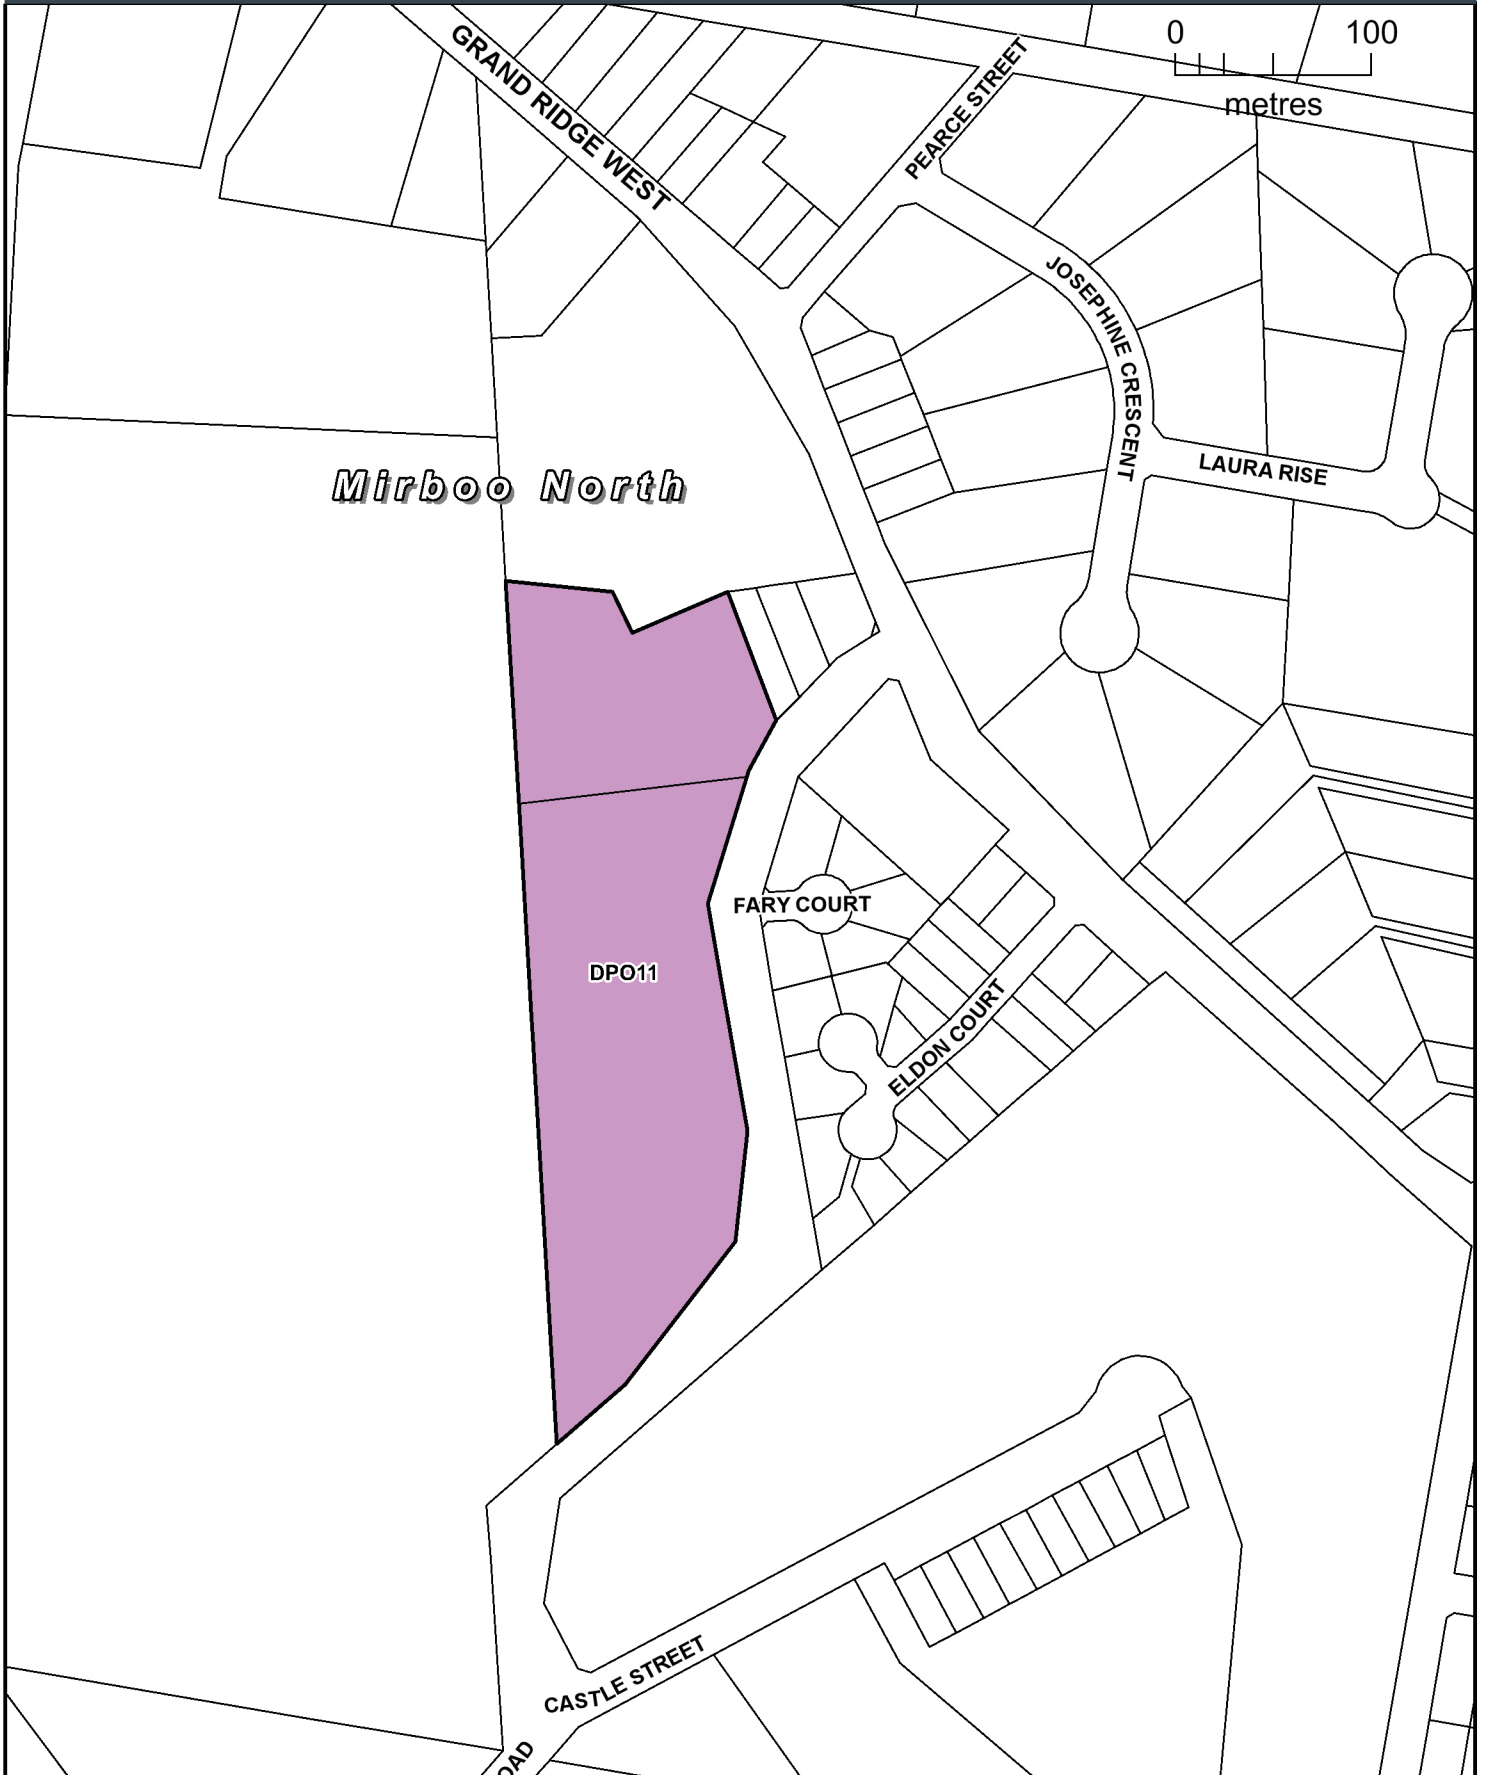 0 100
metres
GRAND RIDGE WEST
PEARCE STREET
JOSEPHINE CRESCENT
LAURA RISE
Mirboo North
FARY COURT
DPO11
ELDON COURT
CASTLE STREET
OAD